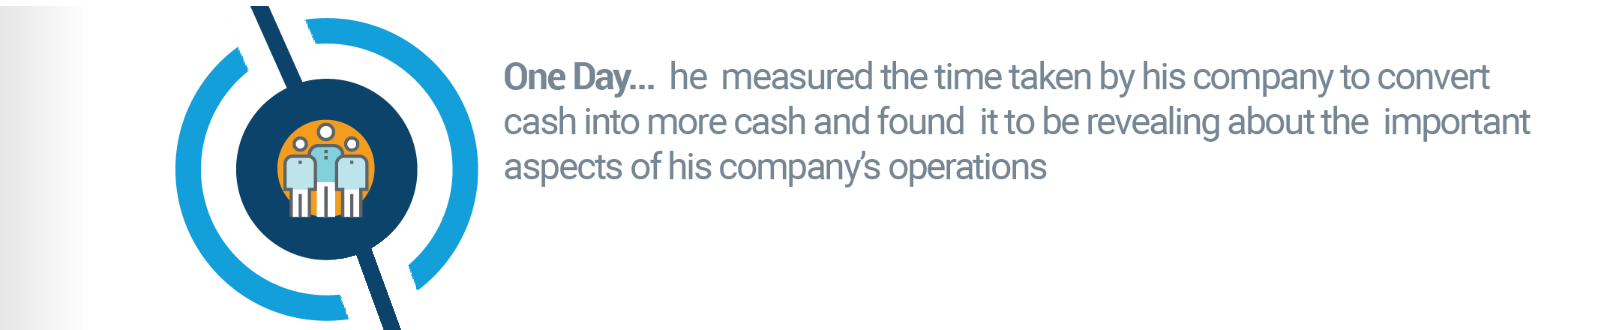 One Day... he measured the time taken by his company to convert
cash into more cash and found it to be revealing about the important
aspects of his company's operations